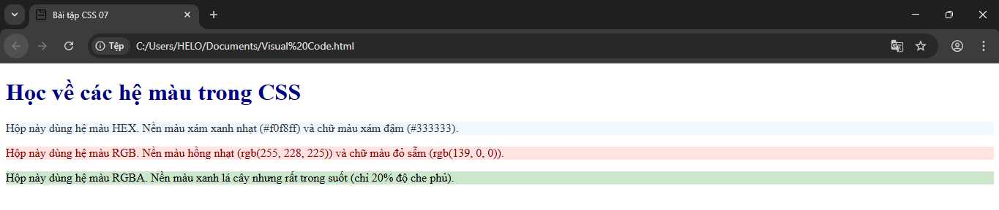 Bài tập CSS 07
Tệp
C:/Users/HELO/Documents/Visual%20Code.html
Học về các hệ màu trong CSS
Hộp này dùng hệ màu HEX. Nền màu xám xanh nhạt (#f0f8ff) và chữ màu xám đậm (#333333).
Hộp này dùng hệ màu RGB. Nền màu hồng nhạt (rgb(255, 228, 225)) và chữ màu đỏ sẫm (rgb(139, 0, 0)).
Hộp này dùng hệ màu RGBA. Nền màu xanh lá cây nhưng rất trong suốt (chỉ 20% độ che phủ).